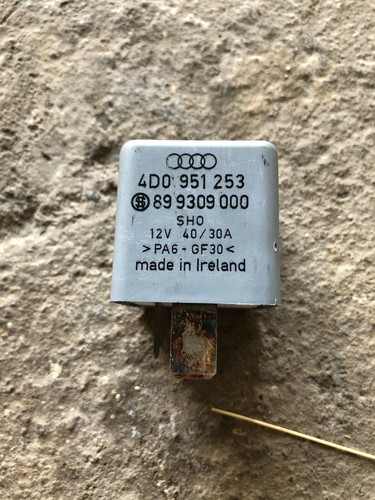 4D0 951 253
89 9309 000
SHO
12V 40/30A
>PA6-GF30<
made in Ireland